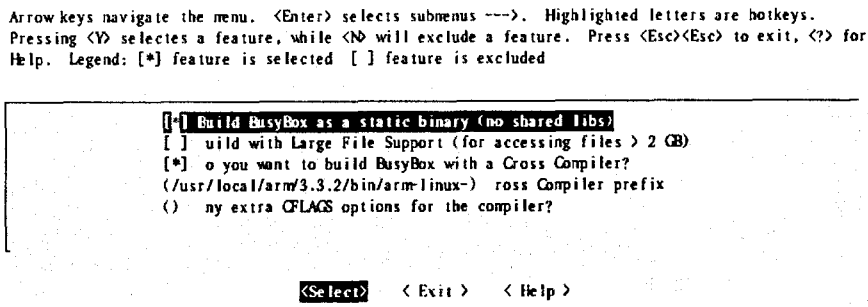 Arrow keys navigate the menu. <Enter> selects submenus --->. Highlighted letters are hotkeys.
Pressing <Y> selectes a feature, while <N> will exclude a feature. Press <Esc><Esc> to exit, <?> for
Help. Legend: [*] feature is selected [ ] feature is excluded
[*] Build BusyBox as a static binary (no shared libs)
[ ] uild with Large File Support (for accessing files > 2 GB)
[*] o you want to build BusyBox with a Cross Compiler?
(/usr/local/arm/3.3.2/bin/arm-linux-) ross Compiler prefix
() ny extra CFLAGS options for the compiler?
<Select> < Exit > < Help >